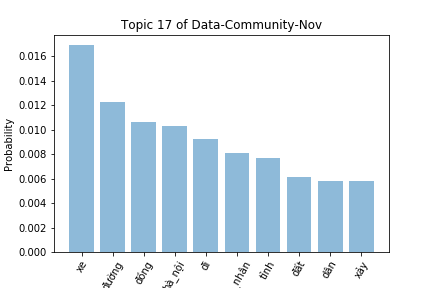 Topic 17 of Data-Community-Nov
0.016
0.014
0.012
0.010
0.008
0.006
0.004
0.002
0.000
Probability
xe
đường
đồng
hà_nội
đi
_nhân
tỉnh
đất
dân
xây